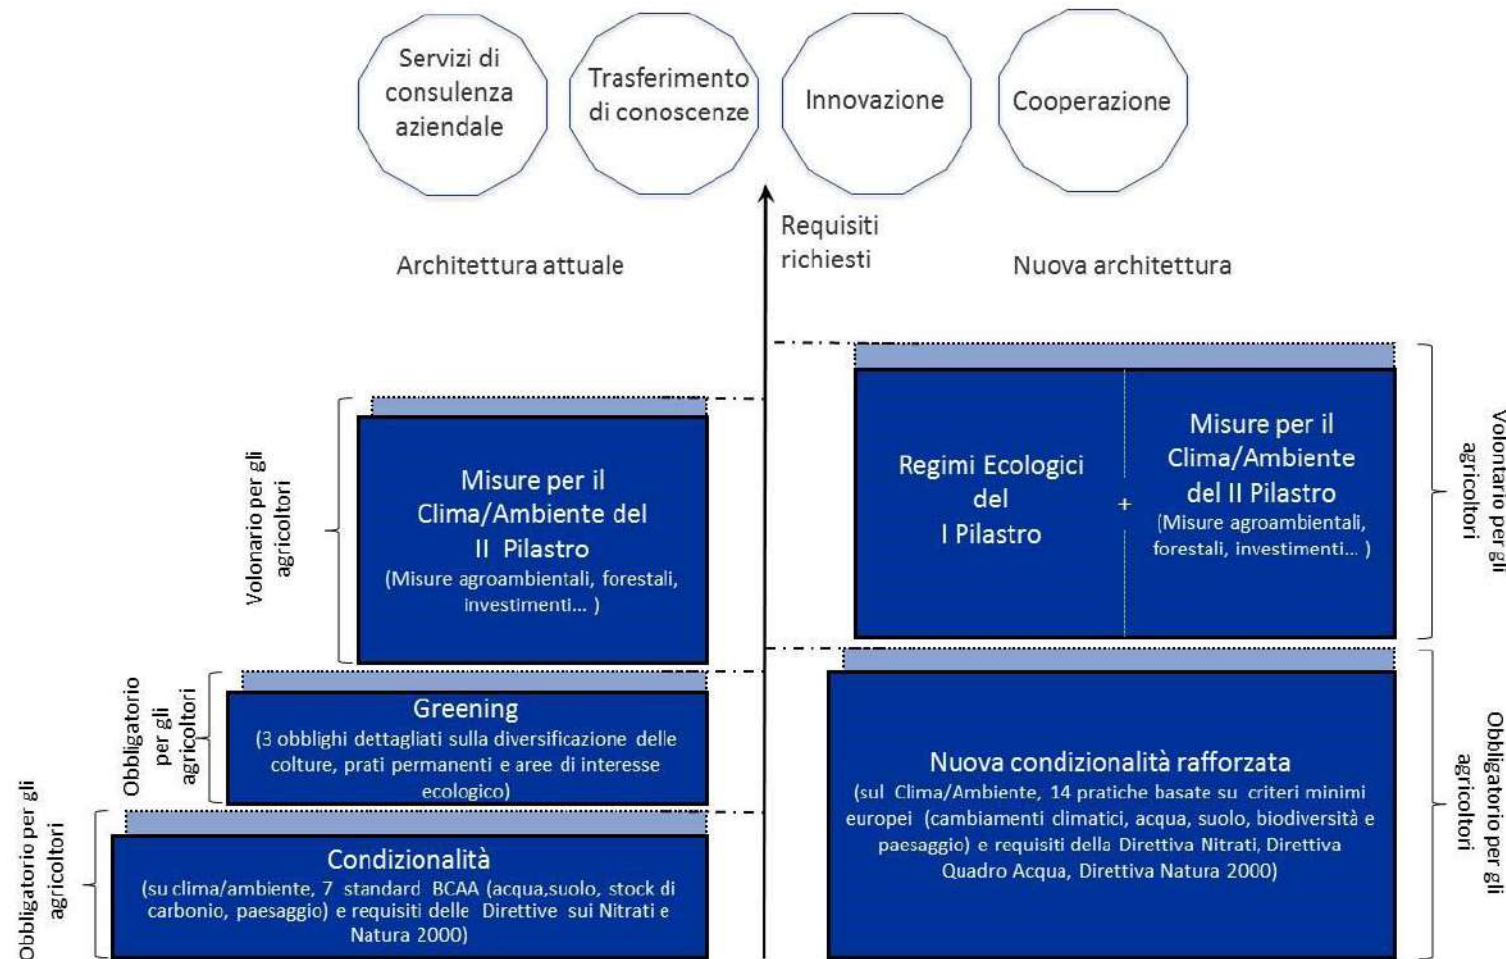 Servizi di
consulenza
aziendale
Trasferimento
di conoscenze
Innovazione
Cooperazione
Requisiti
richiesti
Architettura attuale
Nuova architettura
Volonario per gli
agricoltori
Misure per il
Clima/Ambiente del
II Pilastro
(Misure agroambientali, forestali,
investimenti... )
Obbligatorio
per gli
agricoltori
Greening
(3 obblighi dettagliati sulla diversificazione delle
colture, prati permanenti e aree di interesse
ecologico)
Obbligatorio per gli
agricoltori
Condizionalità
(su clima/ambiente, 7 standard BCAA (acqua,suolo, stock di
carbonio, paesaggio) e requisiti delle Direttive sui Nitrati e
Natura 2000)
Regimi Ecologici
del
I Pilastro
+
Misure per il
Clima/Ambiente
del II Pilastro
(Misure agroambientali,
forestali, investimenti... )
Volontario per gli
agricoltori
Nuova condizionalità rafforzata
(sul Clima/Ambiente, 14 pratiche basate su criteri minimi
europei (cambiamenti climatici, acqua, suolo, biodiversità e
paesaggio) e requisiti della Direttiva Nitrati, Direttiva
Quadro Acqua, Direttiva Natura 2000)
Obbligatorio per gli
agricoltori